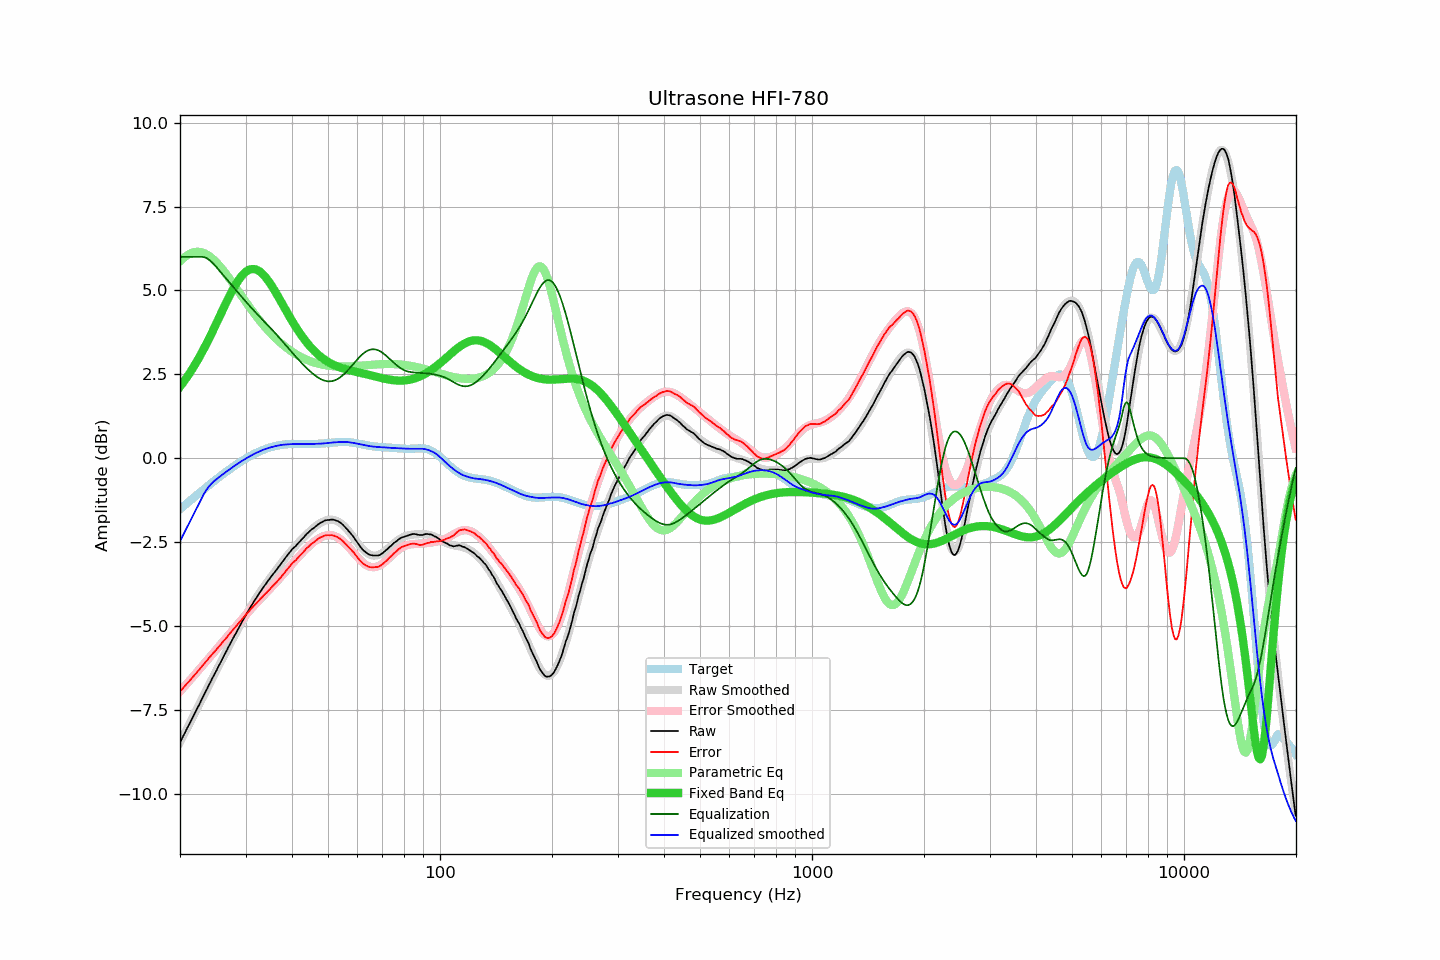 Ultrasone HFI-780
10.0
7.5
5.0
2.5
0.0
−2.5
−5.0
−7.5
−10.0
Amplitude (dBr)
Target
Raw Smoothed
Error Smoothed
Raw
Error
Parametric Eq
Fixed Band Eq
Equalization
Equalized smoothed
100
1000
10000
Frequency (Hz)